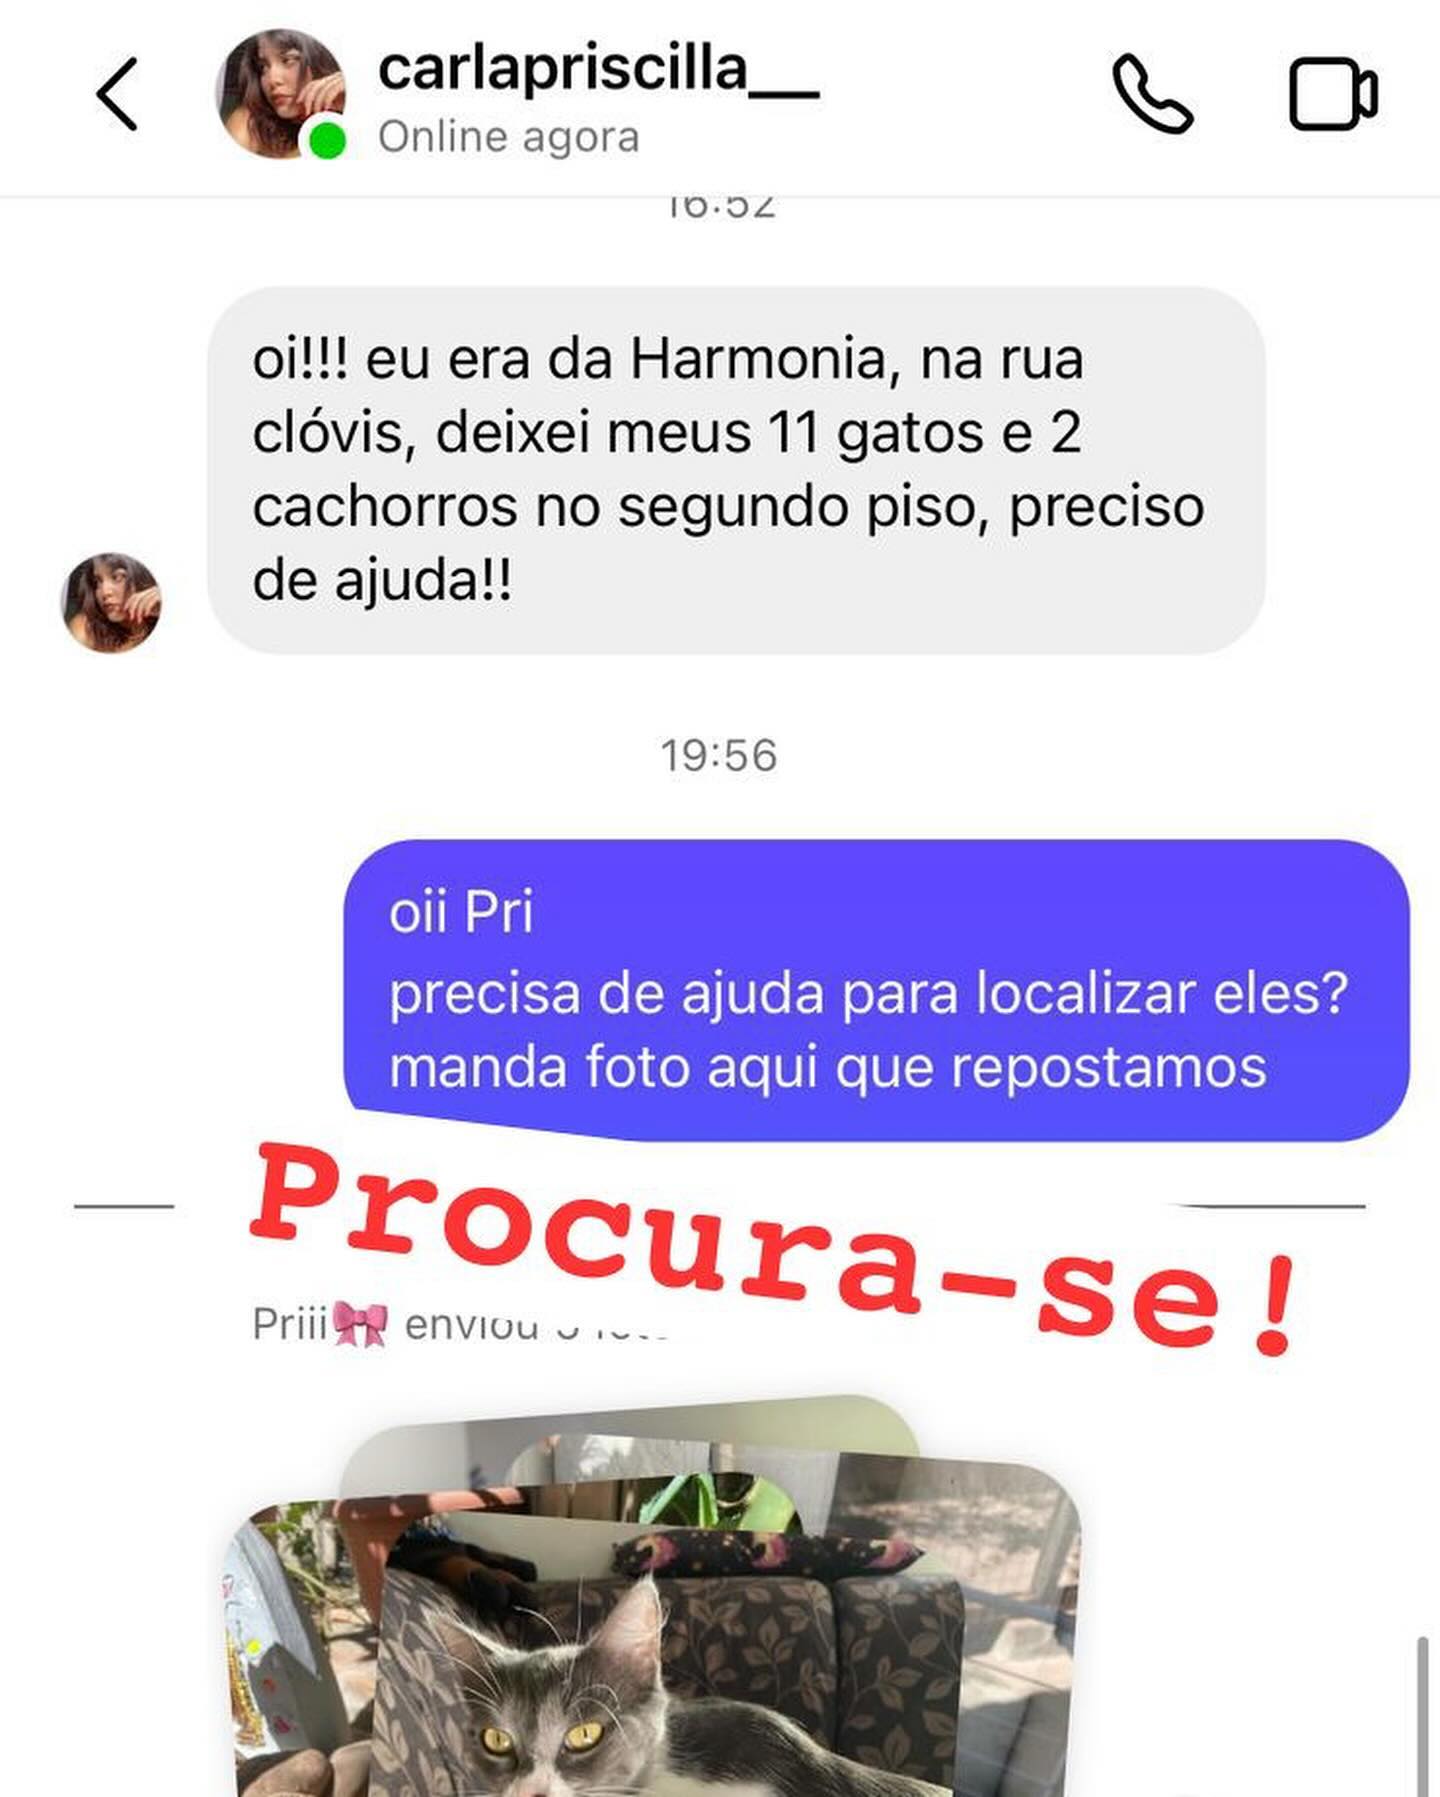 carlapriscilla__
Online agora
16:52
oi!!! eu era da Harmonia, na rua
clóvis, deixei meus 11 gatos e 2
cachorros no segundo piso, preciso
de ajuda!!
19:56
oii Pri
precisa de ajuda para localizar eles?
manda foto aqui que repostamos
Procura-se!
Priii🎀 enviou